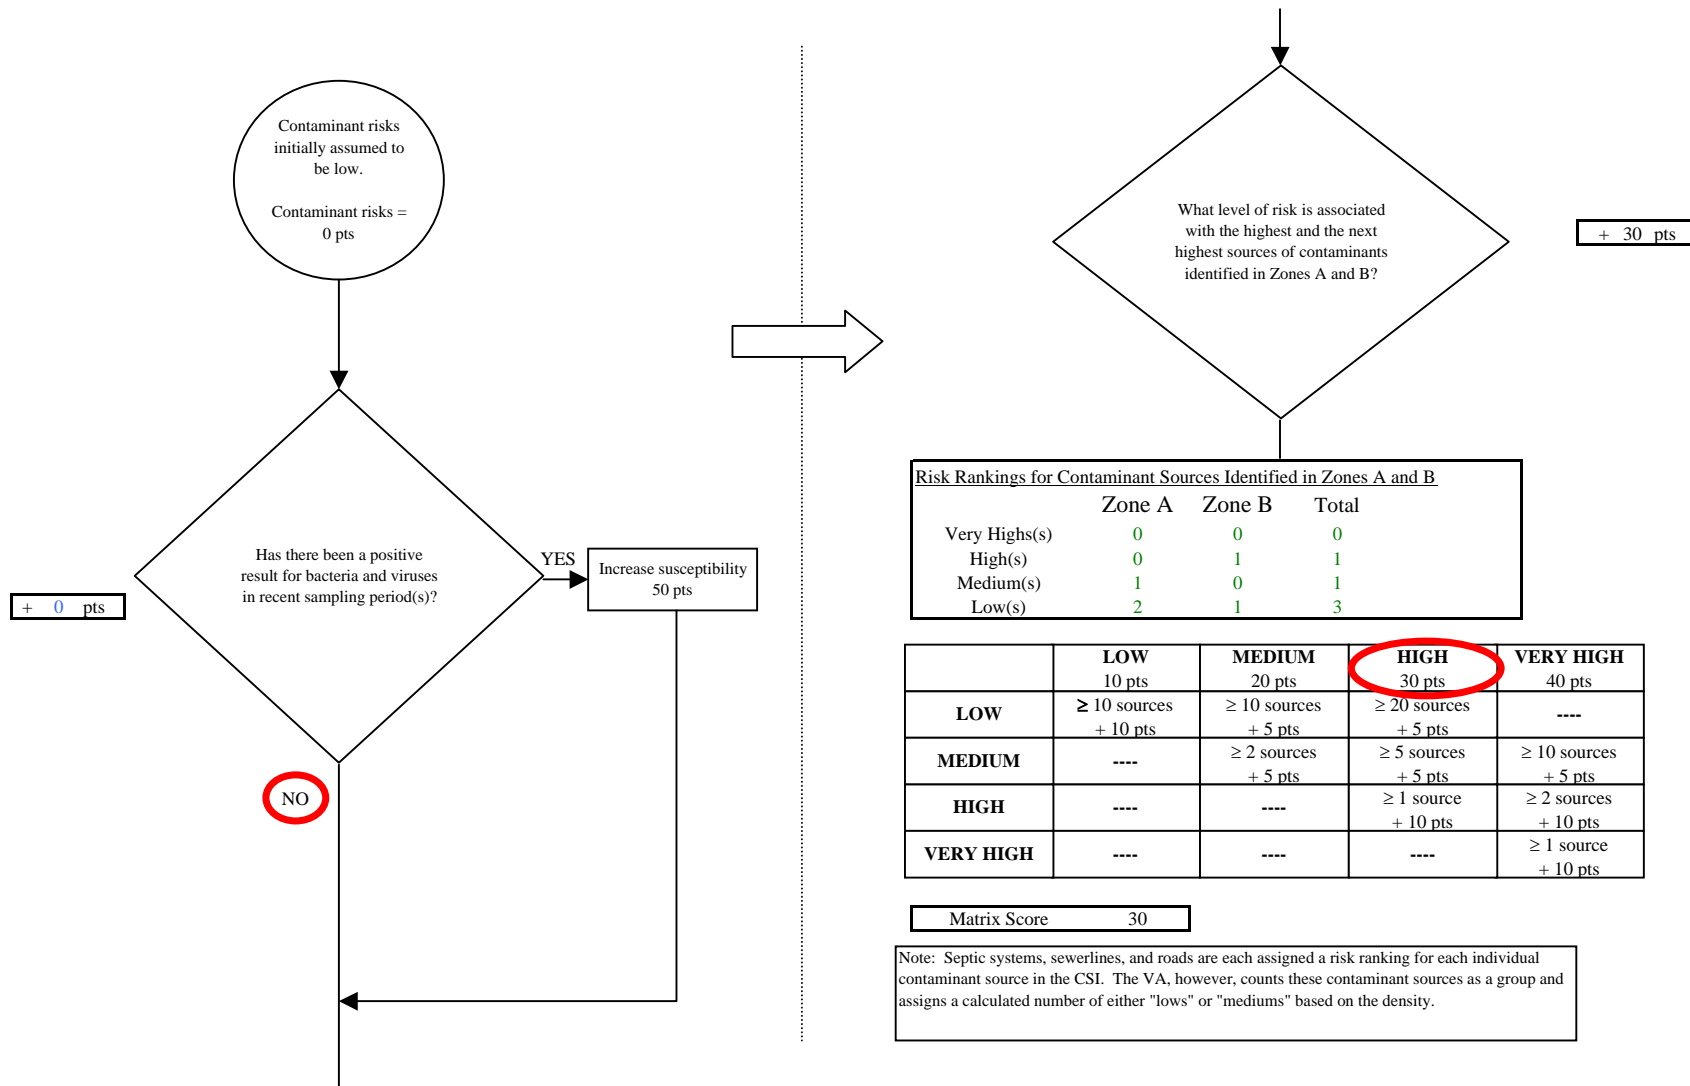 Contaminant risks
initially assumed to
be low.
Contaminant risks =
0 pts
Has there been a positive
result for bacteria and viruses
in recent sampling period(s)?
+ 0 pts
YES
Increase susceptibility
50 pts
NO
What level of risk is associated
with the highest and the next
highest sources of contaminants
identified in Zones A and B?
+ 30 pts
Risk Rankings for Contaminant Sources Identified in Zones A and B
Zone A Zone B Total
Very Highs(s) 0 0 0
High(s) 0 1 1
Medium(s) 1 0 1
Low(s) 2 1 3
LOW MEDIUM HIGH VERY HIGH
10 pts 20 pts 30 pts 40 pts
LOW ≥ 10 sources ≥ 10 sources ≥ 20 sources ----
+ 10 pts + 5 pts + 5 pts
MEDIUM ---- ≥ 2 sources ≥ 5 sources ≥ 10 sources
+ 5 pts + 5 pts + 5 pts
HIGH ---- ---- ≥ 1 source ≥ 2 sources
+ 10 pts + 10 pts
VERY HIGH ---- ---- ---- ≥ 1 source
+ 10 pts
Matrix Score 30
Note: Septic systems, sewerlines, and roads are each assigned a risk ranking for each individual
contaminant source in the CSI. The VA, however, counts these contaminant sources as a group and
assigns a calculated number of either "lows" or "mediums" based on the density.